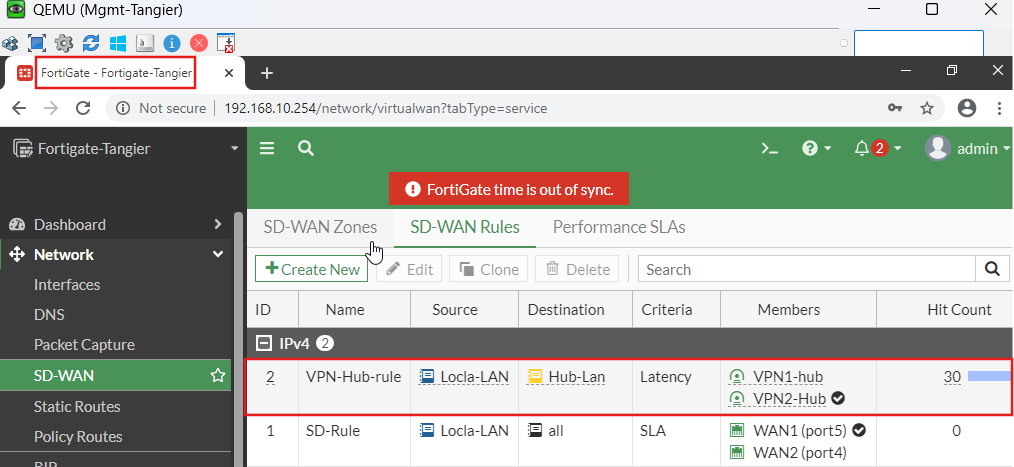 QEMU (Mgmt-Tangier)
FortiGate - Fortigate-Tangier
Not secure | 192.168.10.254/network/virtualwan?tabType=service
Fortigate-Tangier
>_ 2 admin
FortiGate time is out of sync.
Dashboard
Network
Interfaces
DNS
Packet Capture
SD-WAN
Static Routes
Policy Routes
SD-WAN Zones SD-WAN Rules Performance SLAs
+ Create New Edit Clone Delete Search
ID Name Source Destination Criteria Members Hit Count
IPv4 2
2 VPN-Hub-rule Locla-LAN Hub-Lan Latency VPN1-hub 30
VPN2-Hub
1 SD-Rule Locla-LAN all SLA WAN1 (port5) 0
WAN2 (port4)